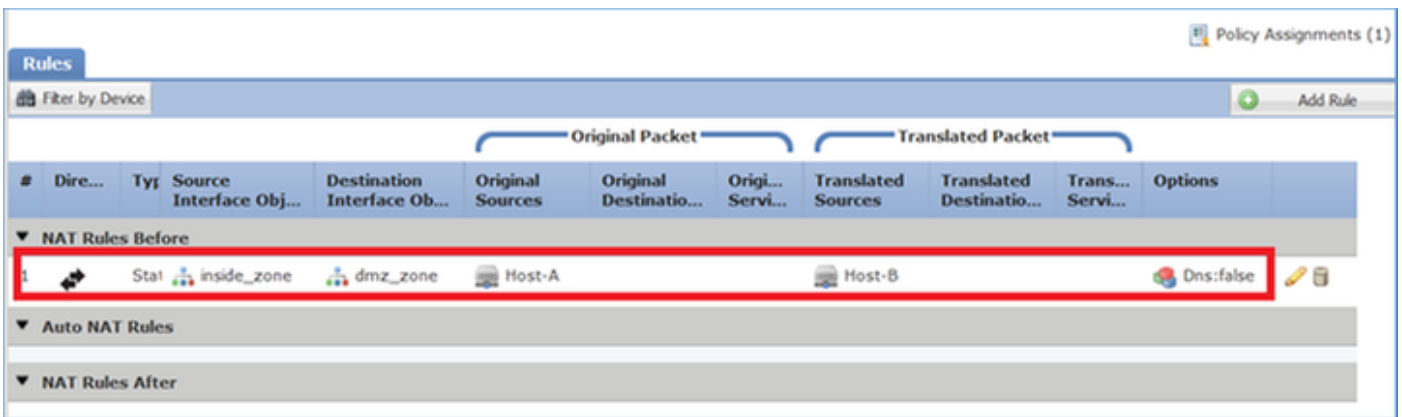 Policy Assignments (1)
Rules
Filter by Device
Add Rule
Original Packet
Translated Packet
# Dire... Typ Source Interface Obj... Destination Interface Ob... Original Sources Original Destinatio... Origi... Servi... Translated Sources Translated Destinatio... Trans... Servi... Options
NAT Rules Before
1 Stat inside_zone dmz_zone Host-A Host-B Dns:false
Auto NAT Rules
NAT Rules After